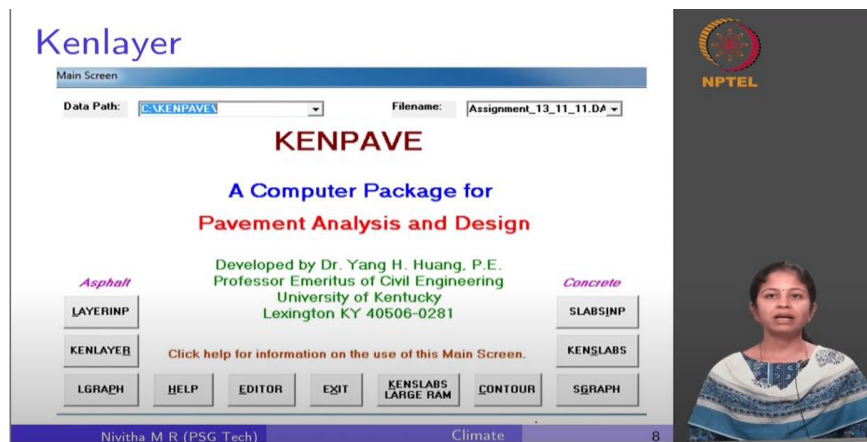 Kenlayer
NPTEL
Main Screen
Data Path: C:\KENPAVE\ Filename: Assignment_13_11_11.DA
KENPAVE
A Computer Package for
Pavement Analysis and Design
Developed by Dr. Yang H. Huang, P.E.
Professor Emeritus of Civil Engineering
University of Kentucky
Lexington KY 40506-0281
Asphalt
Concrete
LAYERINP
SLABSINP
KENLAYER
Click help for information on the use of this Main Screen.
KENSLABS
LGRAPH
HELP
EDITOR
EXIT
KENSLABS
LARGE RAM
CONTOUR
SGRAPH
Nivitha M R (PSG Tech) Climate 8